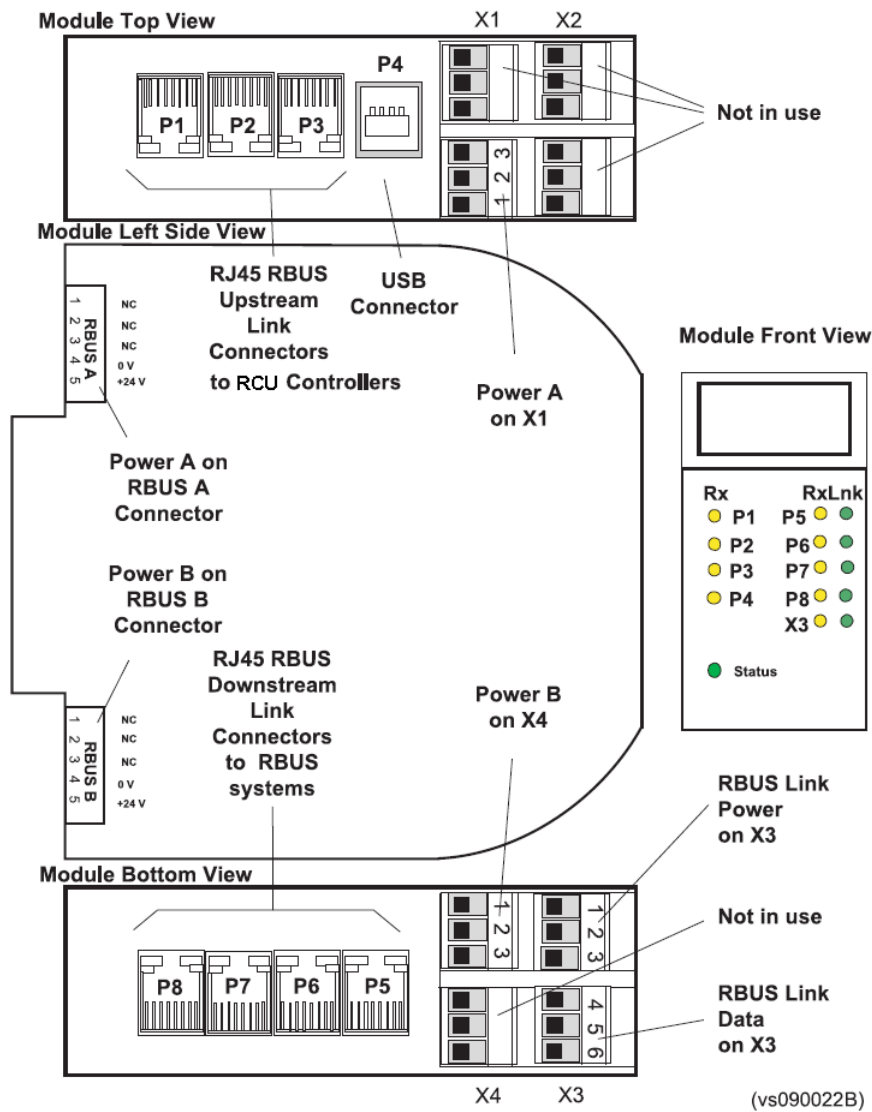 Module Top View
X1
X2
P4
P1
P2
P3
3
2
1
Not in use
Module Left Side View
RJ45 RBUS
Upstream
Link
Connectors
to RCU Controllers
USB
Connector
Power A
on X1
1
2
3
4
5
RBUS A
NC
NC
NC
0 V
+24 V
Power A on
RBUS A
Connector
Power B on
RBUS B
Connector
RJ45 RBUS
Downstream
Link
Connectors
to RBUS
systems
Power B
on X4
1
2
3
4
5
RBUS B
NC
NC
NC
0 V
+24 V
Module Front View
Rx
RxLnk
P1
P5
P2
P6
P3
P7
P4
P8
X3
Status
RBUS Link
Power
on X3
Module Bottom View
P8
P7
P6
P5
1
2
3
1
2
3
4
5
6
Not in use
RBUS Link
Data
on X3
X4
X3
(vs090022B)